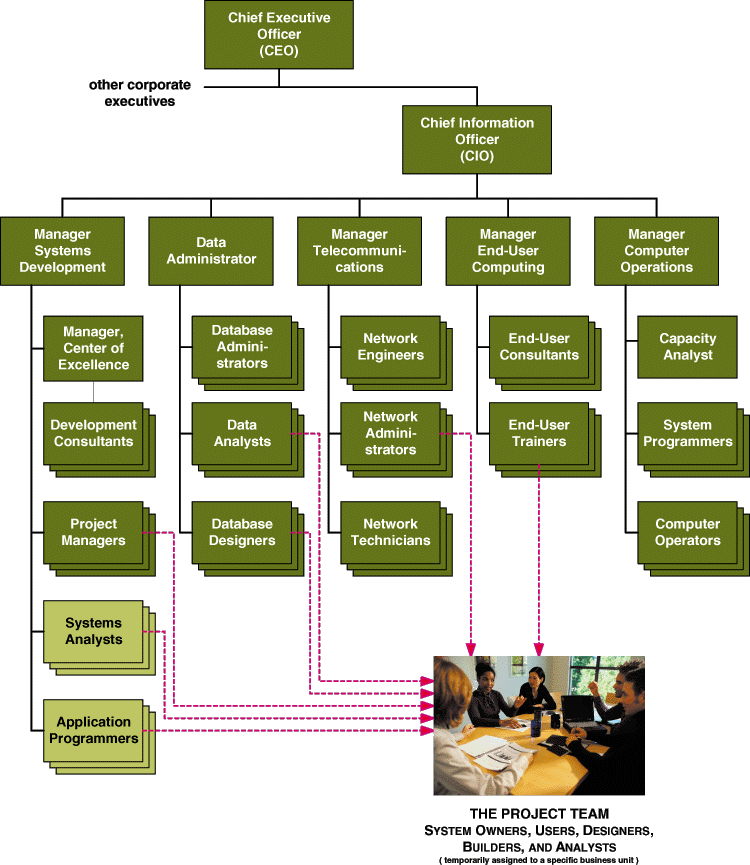 Chief Executive
Officer
(CEO)
other corporate
executives
Chief Information
Officer
(CIO)
Manager
Systems
Development
Data
Administrator
Manager
Telecommuni-
cations
Manager
End-User
Computing
Manager
Computer
Operations
Manager,
Center of
Excellence
Database
Admini-
strators
Network
Engineers
End-User
Consultants
Capacity
Analyst
Development
Consultants
Data
Analysts
Network
Admini-
strators
End-User
Trainers
System
Programmers
Project
Managers
Database
Designers
Network
Technicians
Computer
Operators
Systems
Analysts
Application
Programmers
THE PROJECT TEAM
SYSTEM OWNERS, USERS, DESIGNERS,
BUILDERS, AND ANALYSTS
( temporarily assigned to a specific business unit )